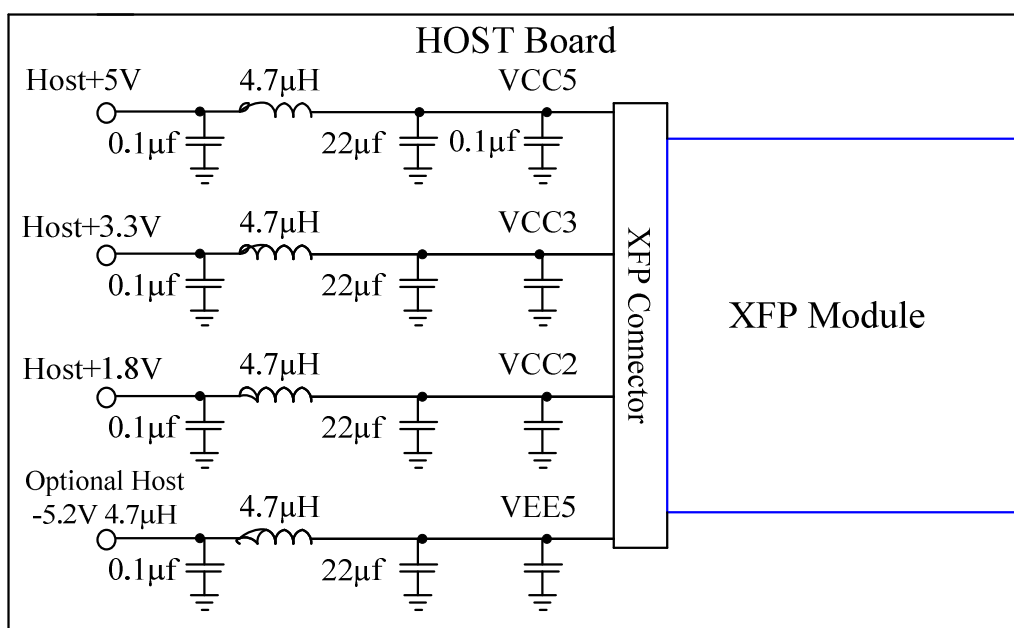 HOST Board
Host+5V
4.7μH
VCC5
0.1μf
22μf
0.1μf
Host+3.3V
4.7μH
VCC3
0.1μf
22μf
Host+1.8V
4.7μH
VCC2
0.1μf
22μf
Optional Host
-5.2V 4.7μH
4.7μH
VEE5
0.1μf
22μf
XFP Connector
XFP Module